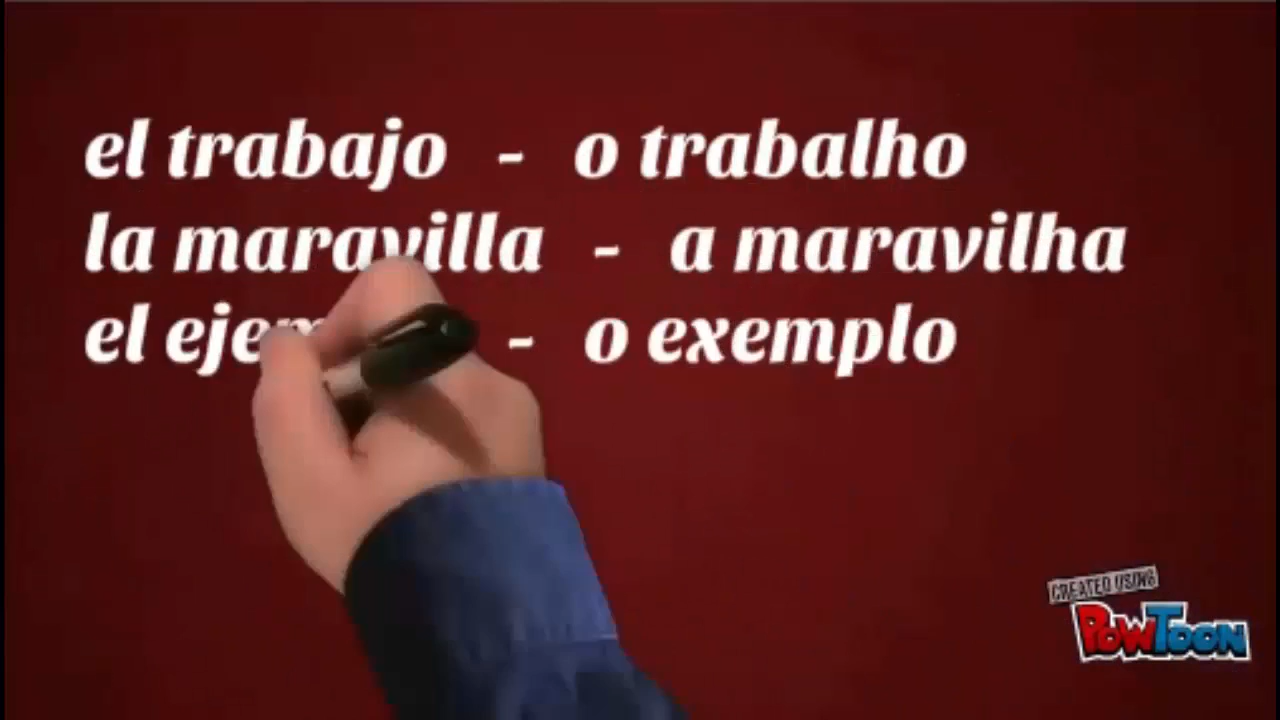 el trabajo - o trabalho
la maravilla - a maravilha
el - o exemplo
CREATED USING
POWTOON